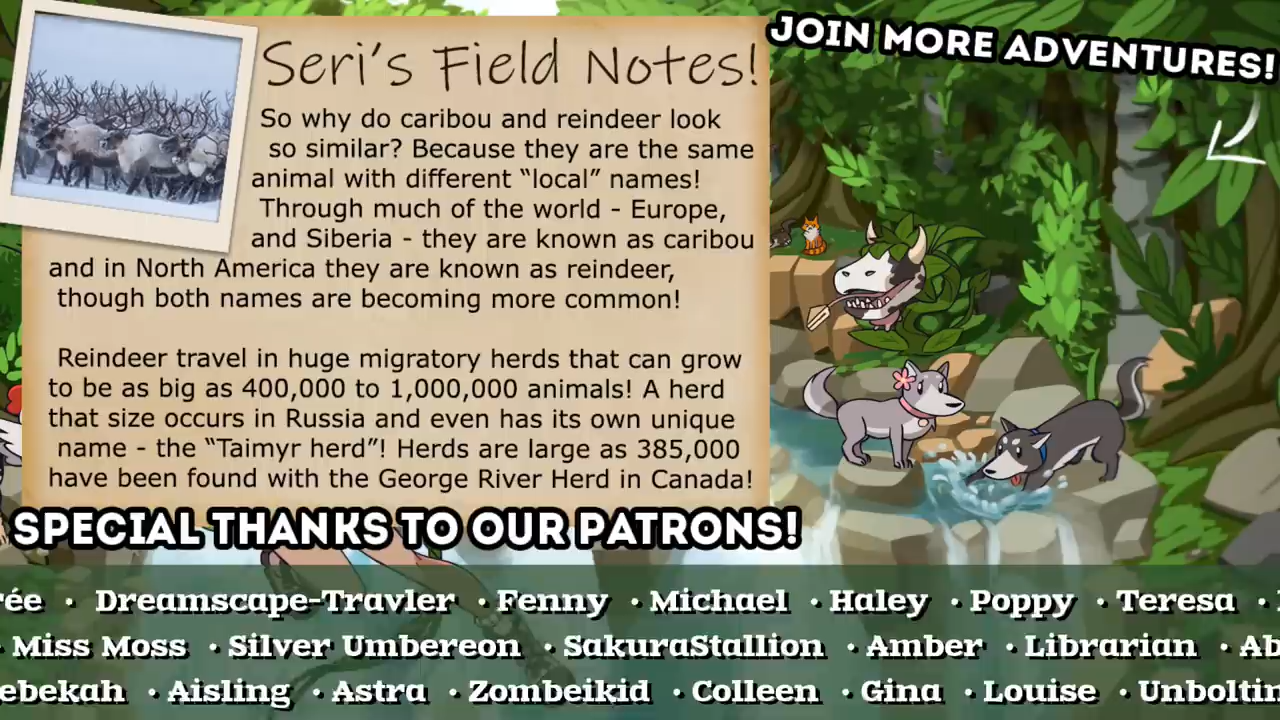 Seri's Field Notes!
So why do caribou and reindeer look
so similar? Because they are the same
animal with different “local” names!
Through much of the world - Europe,
and Siberia - they are known as caribou
and in North America they are known as reindeer,
though both names are becoming more common!
Reindeer travel in huge migratory herds that can grow
to be as big as 400,000 to 1,000,000 animals! A herd
that size occurs in Russia and even has its own unique
name - the “Taimyr herd”! Herds are large as 385,000
have been found with the George River Herd in Canada!
JOIN MORE ADVENTURES!
SPECIAL THANKS TO OUR PATRONS!
rée · Dreamscape-Travler · Fenny · Michael · Haley · Poppy · Teresa ·
· Miss Moss · Silver Umbereon · SakuraStallion · Amber · Librarian · Ab
ebekah · Aisling · Astra · Zombeikid · Colleen · Gina · Louise · Unboltin